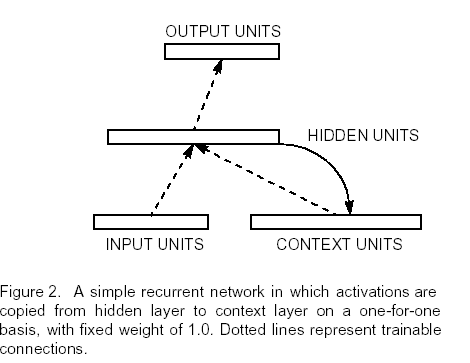 OUTPUT UNITS
HIDDEN UNITS
INPUT UNITS
CONTEXT UNITS
Figure 2.  A simple recurrent network in which activations are
copied from hidden layer to context layer on a one-for-one
basis, with fixed weight of 1.0. Dotted lines represent trainable
connections.